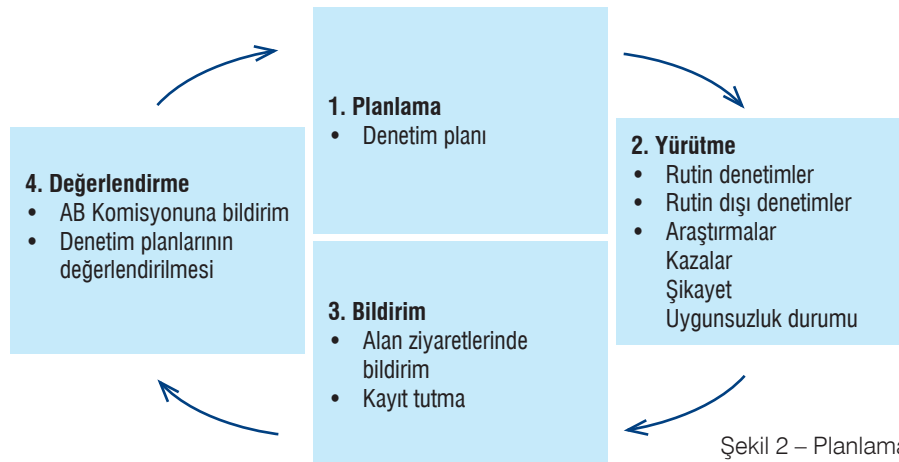 1. Planlama
• Denetim planı
2. Yürütme
• Rutin denetimler
• Rutin dışı denetimler
• Araştırmalar
Kazalar
Şikayet
Uygunsuzluk durumu
3. Bildirim
• Alan ziyaretlerinde
bildirim
• Kayıt tutma
4. Değerlendirme
• AB Komisyonuna bildirim
• Denetim planlarının
değerlendirilmesi
Şekil 2 – Planlama